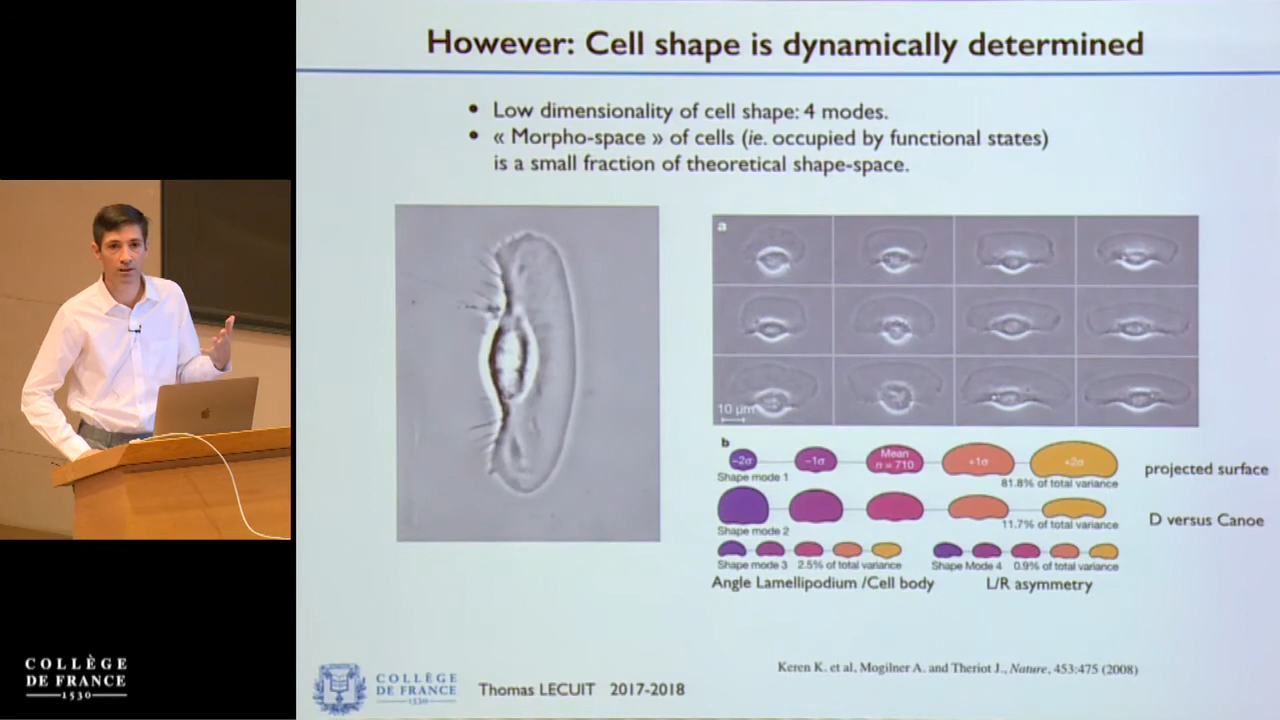 However: Cell shape is dynamically determined
• Low dimensionality of cell shape: 4 modes.
• « Morpho-space » of cells (ie. occupied by functional states)
is a small fraction of theoretical shape-space.
a
10 μm
b
−2σ
−1σ
Mean
n = 710
+1σ
+2σ
Shape mode 1
81.8% of total variance
projected surface
Shape mode 2
11.7% of total variance
D versus Canoe
Shape mode 3 2.5% of total variance
Shape Mode 4 0.9% of total variance
Angle Lamellipodium /Cell body
L/R asymmetry
Keren K. et al, Mogilner A. and Theriot J., Nature, 453:475 (2008)
COLLÈGE
DE FRANCE
1530
Thomas LECUIT 2017-2018
COLLÈGE
DE FRANCE
1530